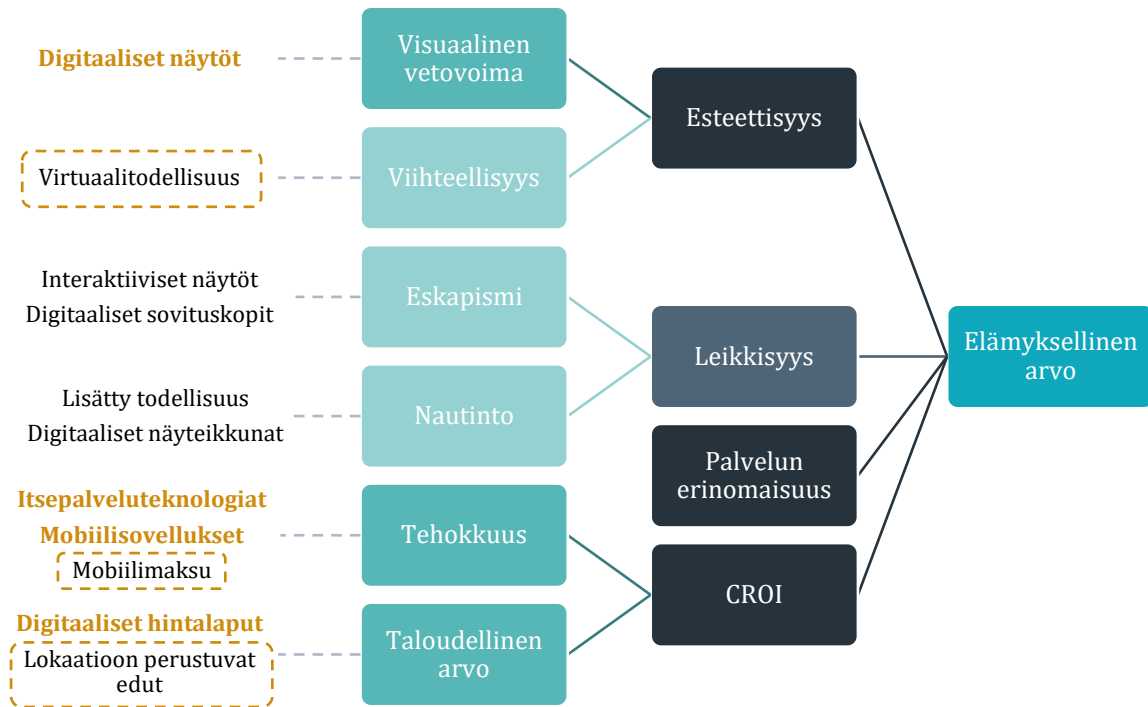 Digitaaliset näytöt
Visuaalinen
vetovoima
Esteettisyys
Virtuaalitodellisuus
Viihteellisyys
Interaktiiviset näytöt
Digitaaliset sovituskopit
Eskapismi
Leikkisyys
Elämyksellinen
arvo
Lisätty todellisuus
Digitaaliset näyteikkunat
Nautinto
Palvelun
erinomaisuus
Itsepalveluteknologiat
Mobiilisovellukset
Mobiilimaksu
Tehokkuus
CROI
Digitaaliset hintalaput
Lokaatioon perustuvat
edut
Taloudellinen
arvo